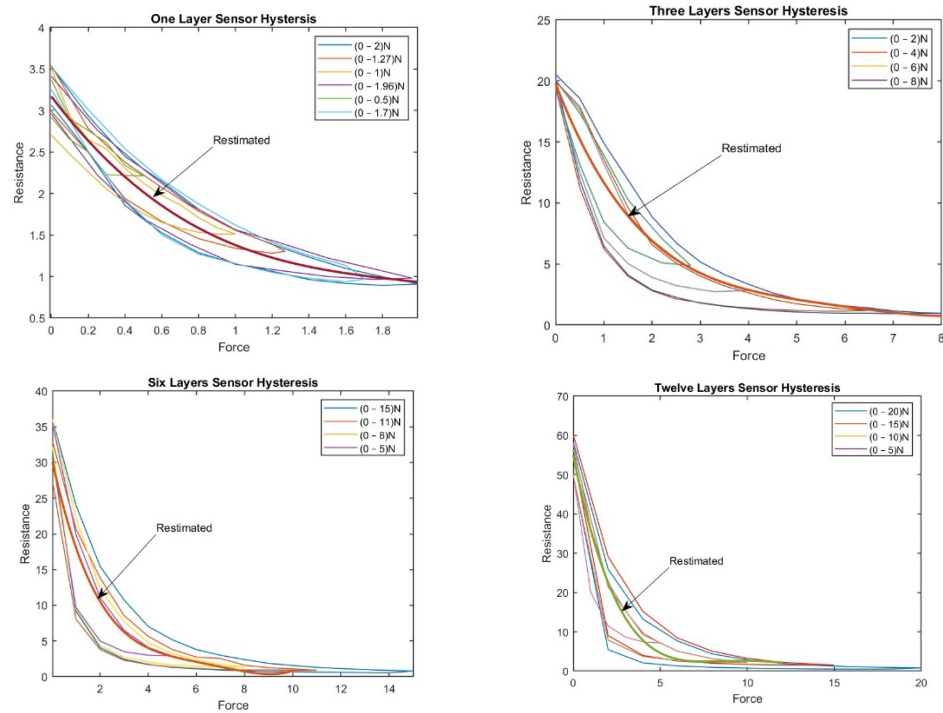 One Layer Sensor Hystersis
4
3.5
3
2.5
2
1.5
1
0.5
Resistance
0
0.2
0.4
0.6
0.8
1
1.2
1.4
1.6
1.8
Force
(0 – 2)N
(0 –1.27)N
(0 –1)N
(0 –1.96)N
(0 –0.5)N
(0 –1.7)N
Restimated
Three Layers Sensor Hysteresis
25
20
15
10
5
0
Resistance
0
1
2
3
4
5
6
7
8
Force
(0 – 2)N
(0 – 4)N
(0 – 6)N
(0 – 8)N
Restimated
Six Layers Sensor Hysteresis
40
35
30
25
20
15
10
5
0
Resistance
2
4
6
8
10
12
14
Force
(0 – 15)N
(0 – 11)N
(0 – 8)N
(0 – 5)N
Restimated
Twelve Layers Sensor Hysteresis
70
60
50
40
30
20
10
0
Resistance
0
5
10
15
20
Force
(0 – 20)N
(0 – 15)N
(0 – 10)N
(0 – 5)N
Restimated